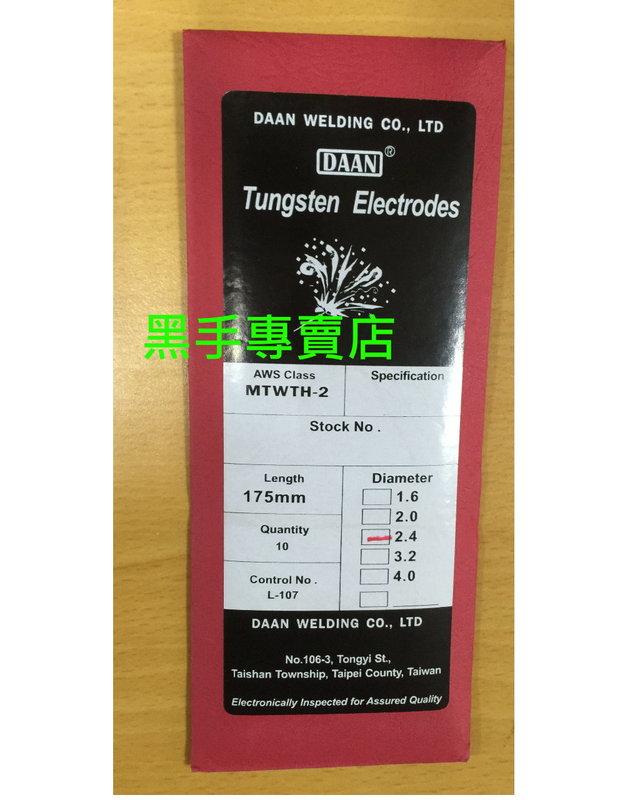 DAAN WELDING CO., LTD
DAAN®
Tungsten Electrodes
黑手專賣店
AWS Class
MTWTH-2
Specification
Stock No .
Length
175mm
Quantity
10
Control No .
L-107
Diameter
1.6
2.0
2.4
3.2
4.0
DAAN WELDING CO., LTD
No.106-3, Tongyi St.,
Taishan Township, Taipei County, Taiwan
Electronically Inspected for Assured Quality